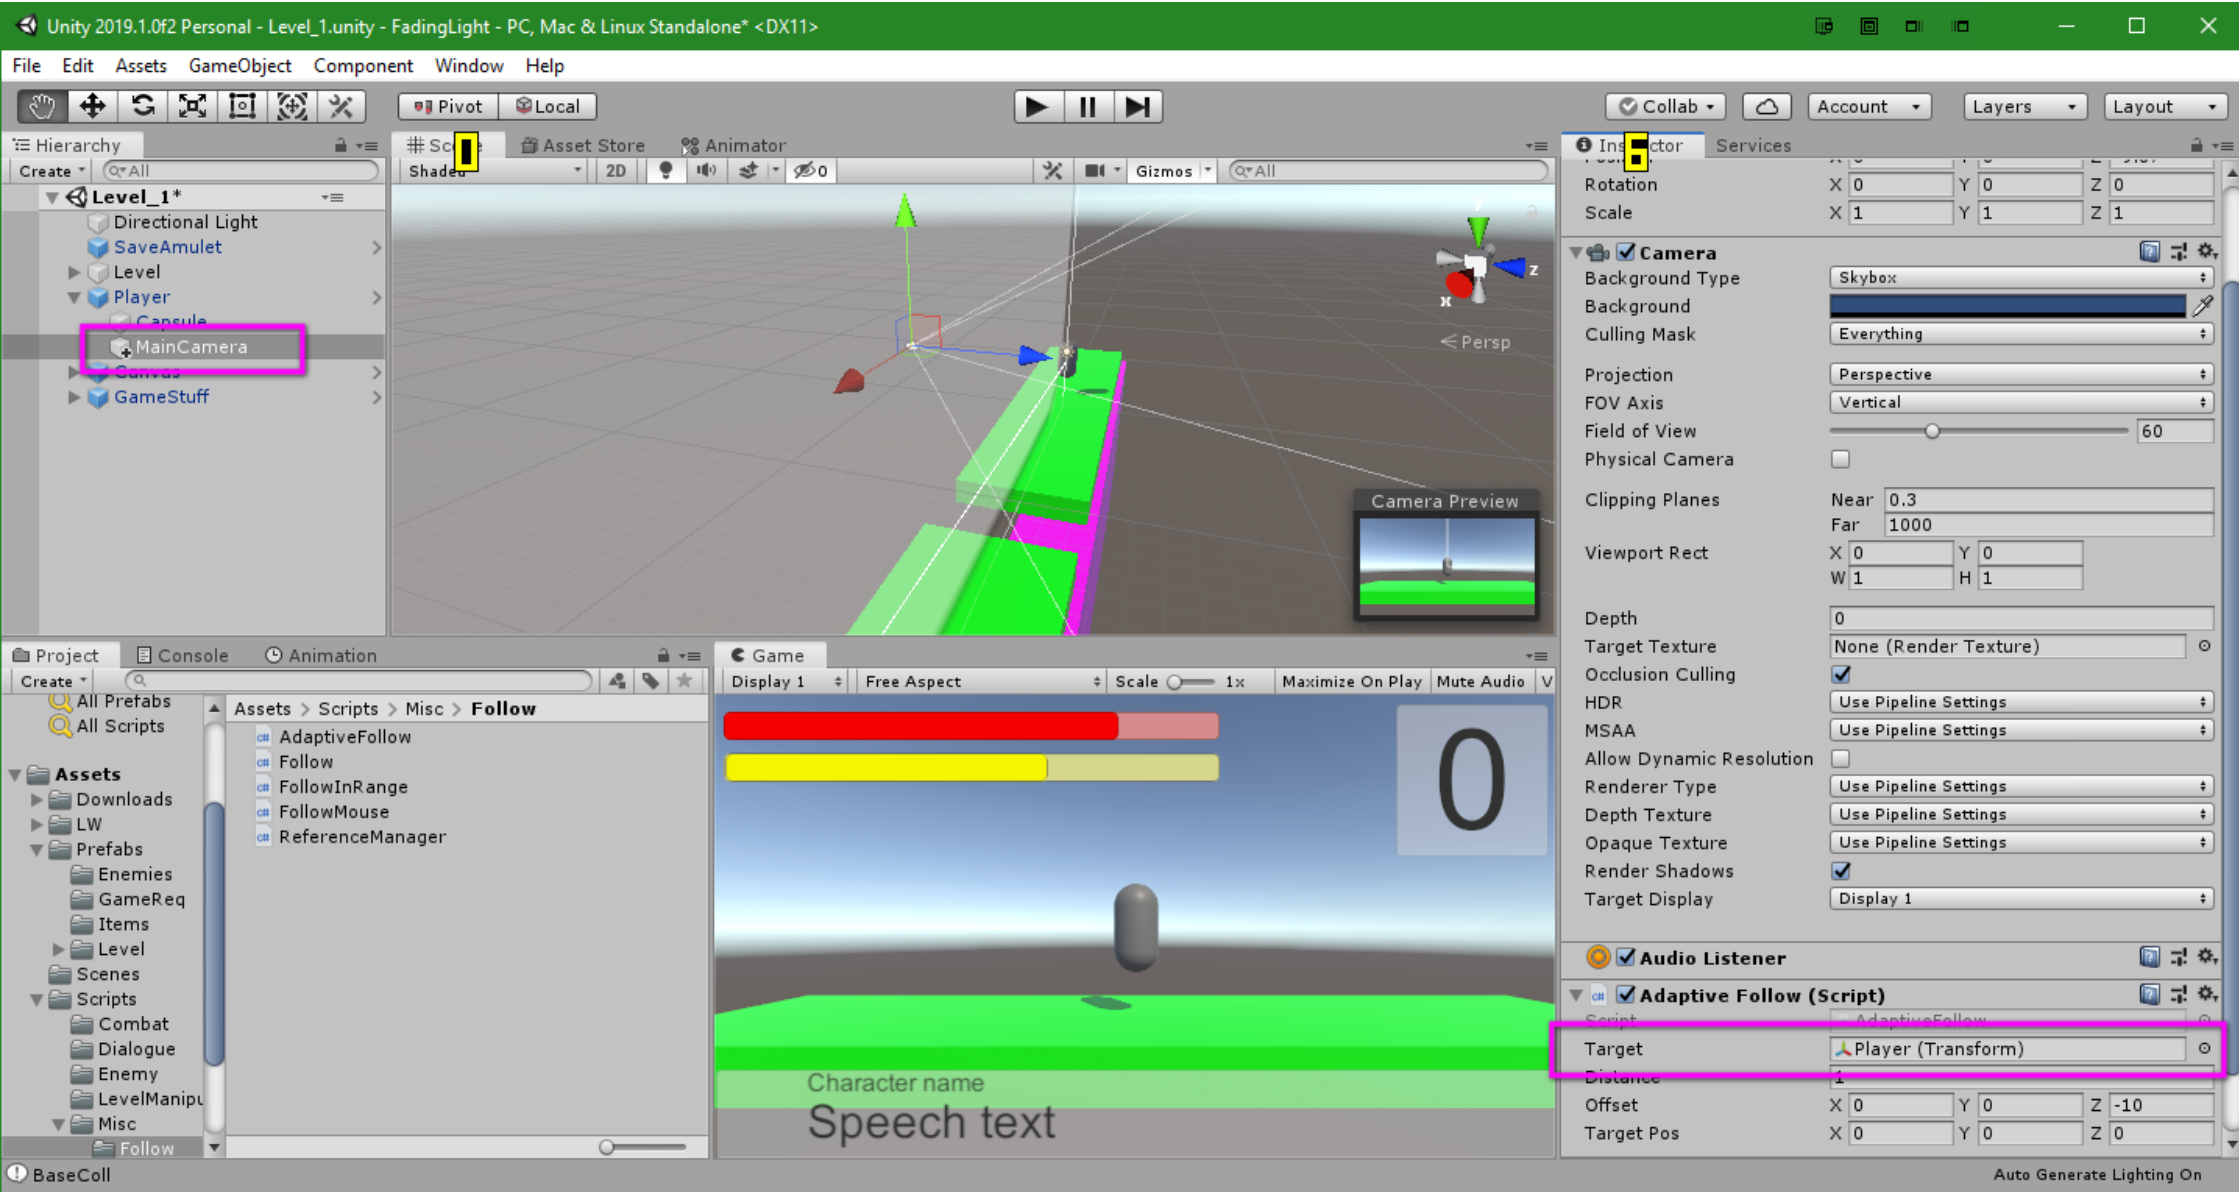 Unity 2019.1.0f2 Personal - Level_1.unity - FadingLight - PC, Mac & Linux Standalone* <DX11>
File Edit Assets GameObject Component Window Help
Pivot Local
Collab Account Layers Layout
Hierarchy
Create All
Level_1*
Directional Light
SaveAmulet
Level
Player
Capsule
MainCamera
Canvas
GameStuff
Asset Store Animator
Shaded 2D 0 Gizmos All
y
z
x
Persp
Camera Preview
Services
Rotation X 0 Y 0 Z 0
Scale X 1 Y 1 Z 1
Camera
Background Type Skybox
Background
Culling Mask Everything
Projection Perspective
FOV Axis Vertical
Field of View 60
Physical Camera
Clipping Planes Near 0.3
Far 1000
Viewport Rect X 0 Y 0
W 1 H 1
Depth 0
Target Texture None (Render Texture)
Occlusion Culling
HDR Use Pipeline Settings
MSAA Use Pipeline Settings
Allow Dynamic Resolution
Renderer Type Use Pipeline Settings
Depth Texture Use Pipeline Settings
Opaque Texture Use Pipeline Settings
Render Shadows
Target Display Display 1
Audio Listener
Adaptive Follow (Script)
Script AdaptiveFollow
Target Player (Transform)
Distance 1
Offset X 0 Y 0 Z -10
Target Pos X 0 Y 0 Z 0
Project Console Animation
Create
All Prefabs
All Scripts
Assets
Downloads
LW
Prefabs
Enemies
GameReq
Items
Level
Scenes
Scripts
Combat
Dialogue
Enemy
LevelManipu
Misc
Follow
Assets > Scripts > Misc > Follow
AdaptiveFollow
Follow
FollowInRange
FollowMouse
ReferenceManager
Game
Display 1 Free Aspect Scale 1x Maximize On Play Mute Audio V
0
Character name
Speech text
BaseColl
Auto Generate Lighting On